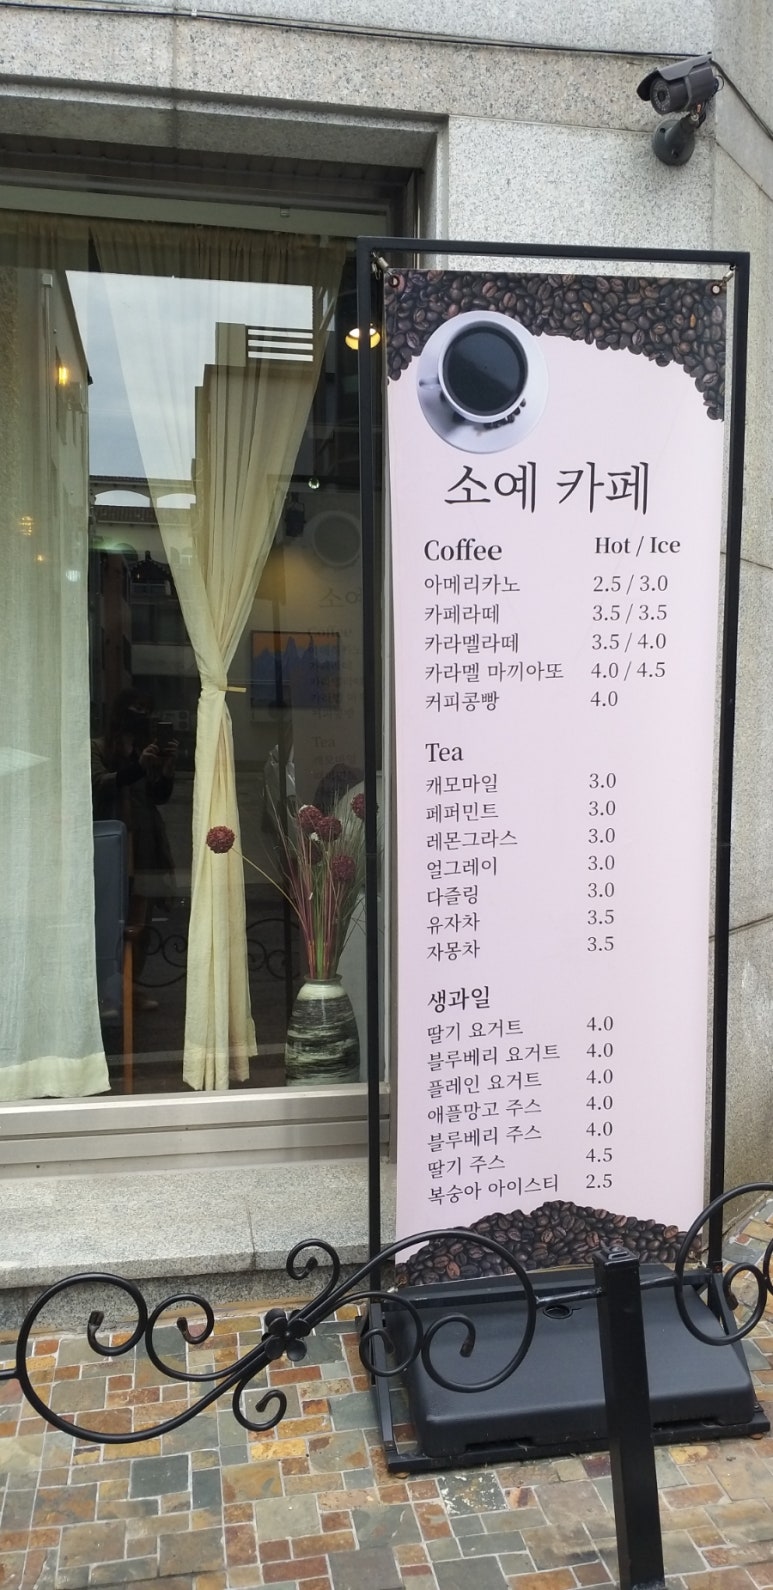 소예 카페
Coffee Hot / Ice
아메리카노 2.5 / 3.0
카페라떼 3.5 / 3.5
카라멜라떼 3.5 / 4.0
카라멜 마끼아또 4.0 / 4.5
커피콩빵 4.0
Tea
캐모마일 3.0
페퍼민트 3.0
레몬그라스 3.0
얼그레이 3.0
다즐링 3.0
유자차 3.5
자몽차 3.5
생과일
딸기 요거트 4.0
블루베리 요거트 4.0
플레인 요거트 4.0
애플망고 주스 4.0
블루베리 주스 4.0
딸기 주스 4.5
복숭아 아이스티 2.5